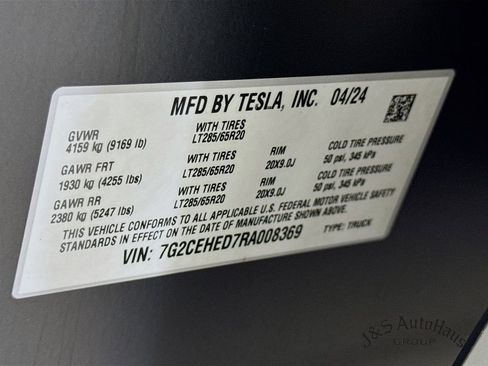 MFD BY TESLA, INC. 04/24
GVWR
4159 kg (9169 lb)
WITH TIRES
LT285/65R20
GAWR FRT
1930 kg (4255 lbs)
WITH TIRES
LT285/65R20
RIM
20X9.0J
COLD TIRE PRESSURE
50 psi, 345 kPa
GAWR RR
2380 kg (5247 lbs)
WITH TIRES
LT285/65R20
RIM
20X9.0J
COLD TIRE PRESSURE
50 psi, 345 kPa
THIS VEHICLE CONFORMS TO ALL APPLICABLE U.S. FEDERAL MOTOR VEHICLE SAFETY
STANDARDS IN EFFECT ON THE DATE OF MANUFACTURE SHOWN ABOVE.
VIN: 7G2CEHED7RA008369
TYPE: TRUCK
J&S AutoHaus
GROUP